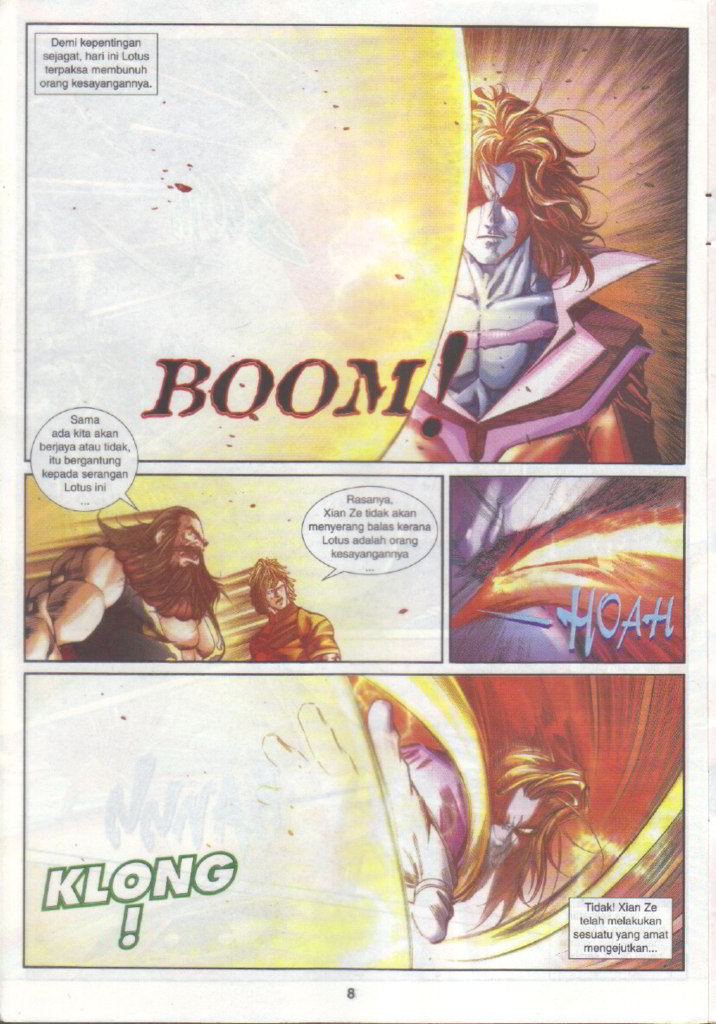 Demi kepentingan
sejagat, hari ini Lotus
terpaksa membunuh
orang kesayangannya.
BOOM!
Sama
ada kita akan
berjaya atau tidak,
itu bergantung
kepada serangan
Lotus ini
...
Rasanya,
Xian Ze tidak akan
menyerang balas kerana
Lotus adalah orang
kesayangannya
...
HOAH
KLONG
!
Tidak! Xian Ze
telah melakukan
sesuatu yang amat
mengejutkan...
8